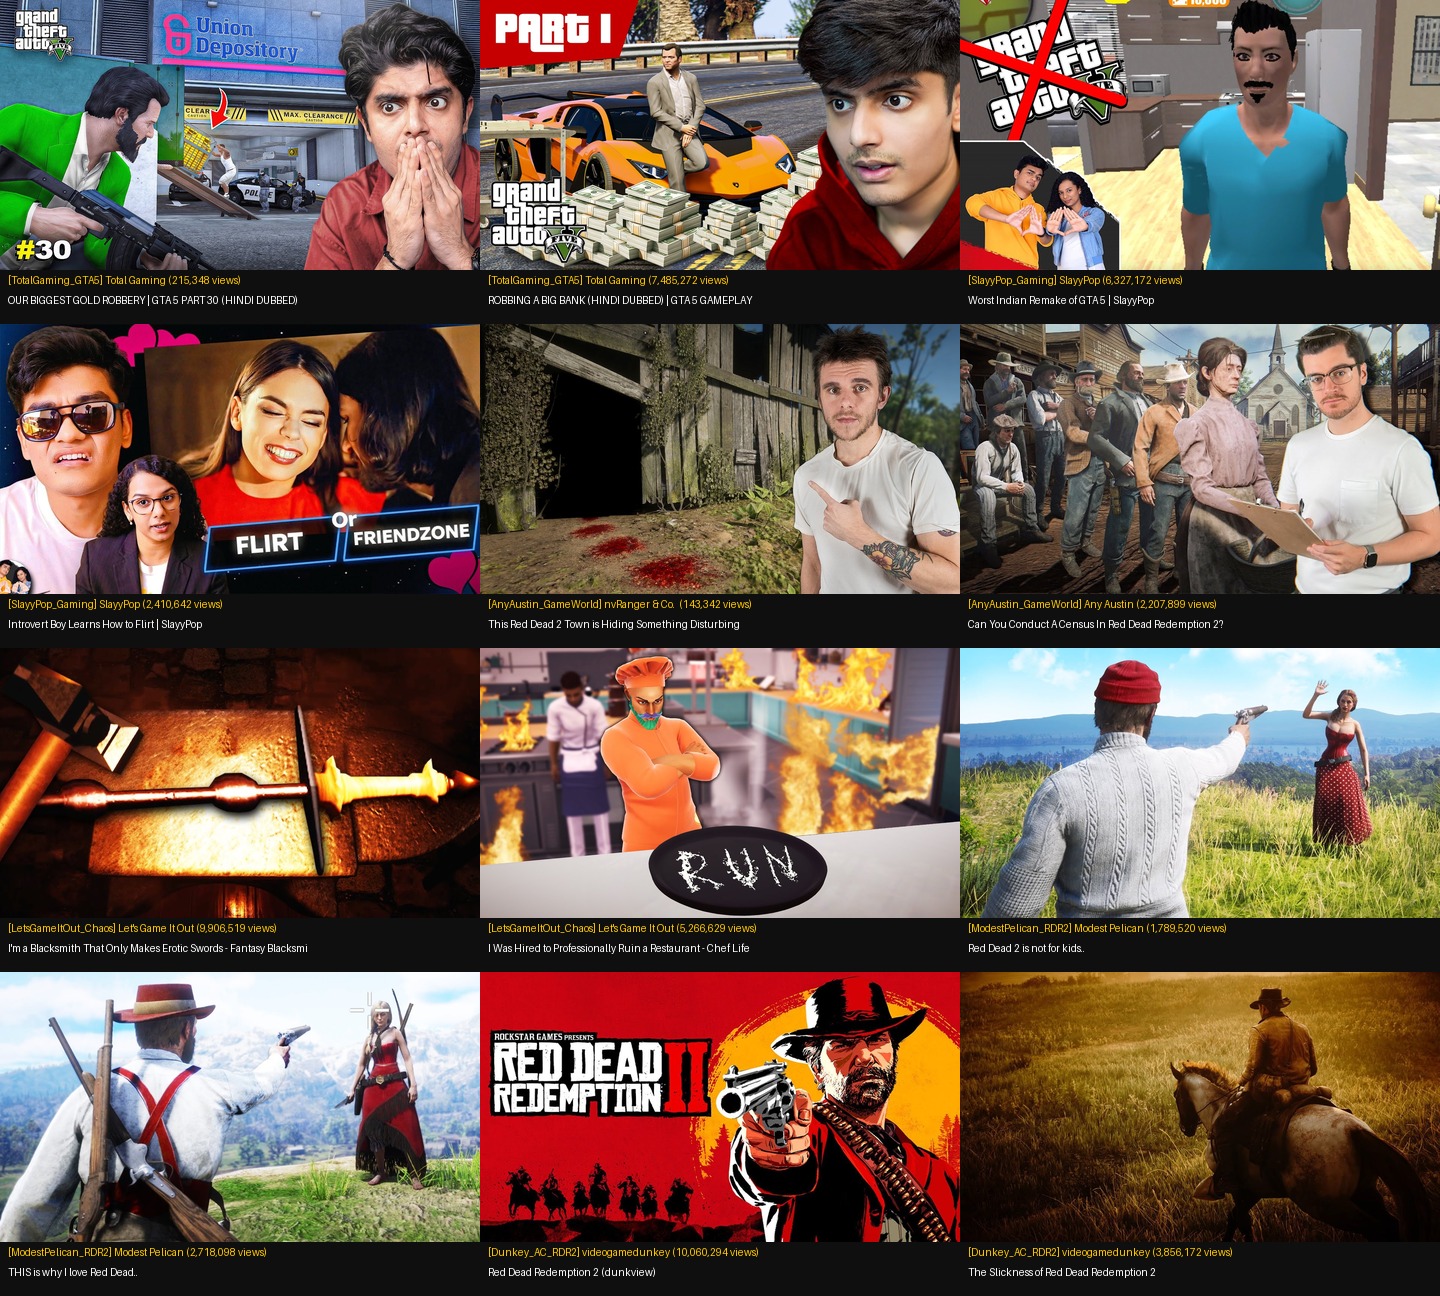 grand theft auto V
Union Depository
CLEAR
CAUTION
MAX. CLEARANCE
CAUTION
POLICE
#30
PART 1
grand theft auto V
FIVE
grand theft auto V
[TotalGaming_GTA5] Total Gaming (215,348 views)
OUR BIGGEST GOLD ROBBERY | GTA 5 PART 30 (HINDI DUBBED)
[TotalGaming_GTA5] Total Gaming (7,485,272 views)
ROBBING A BIG BANK (HINDI DUBBED) | GTA 5 GAMEPLAY
[SlayyPop_Gaming] SlayyPop (6,327,172 views)
Worst Indian Remake of GTA 5 | SlayyPop
FLIRT
Or
FRIENDZONE
[SlayyPop_Gaming] SlayyPop (2,410,642 views)
Introvert Boy Learns How to Flirt | SlayyPop
[AnyAustin_GameWorld] nvRanger & Co. (143,342 views)
This Red Dead 2 Town is Hiding Something Disturbing
[AnyAustin_GameWorld] Any Austin (2,207,899 views)
Can You Conduct A Census In Red Dead Redemption 2?
RUN
[LetsGameItOut_Chaos] Let's Game It Out (9,906,519 views)
I'm a Blacksmith That Only Makes Erotic Swords - Fantasy Blacksmi
[LetsGameItOut_Chaos] Let's Game It Out (5,266,629 views)
I Was Hired to Professionally Ruin a Restaurant - Chef Life
[ModestPelican_RDR2] Modest Pelican (1,789,520 views)
Red Dead 2 is not for kids..
ROCKSTAR GAMES PRESENTS
RED DEAD
REDEMPTION II
[ModestPelican_RDR2] Modest Pelican (2,718,098 views)
THIS is why I love Red Dead..
[Dunkey_AC_RDR2] videogamedunkey (10,060,294 views)
Red Dead Redemption 2 (dunkview)
[Dunkey_AC_RDR2] videogamedunkey (3,856,172 views)
The Slickness of Red Dead Redemption 2